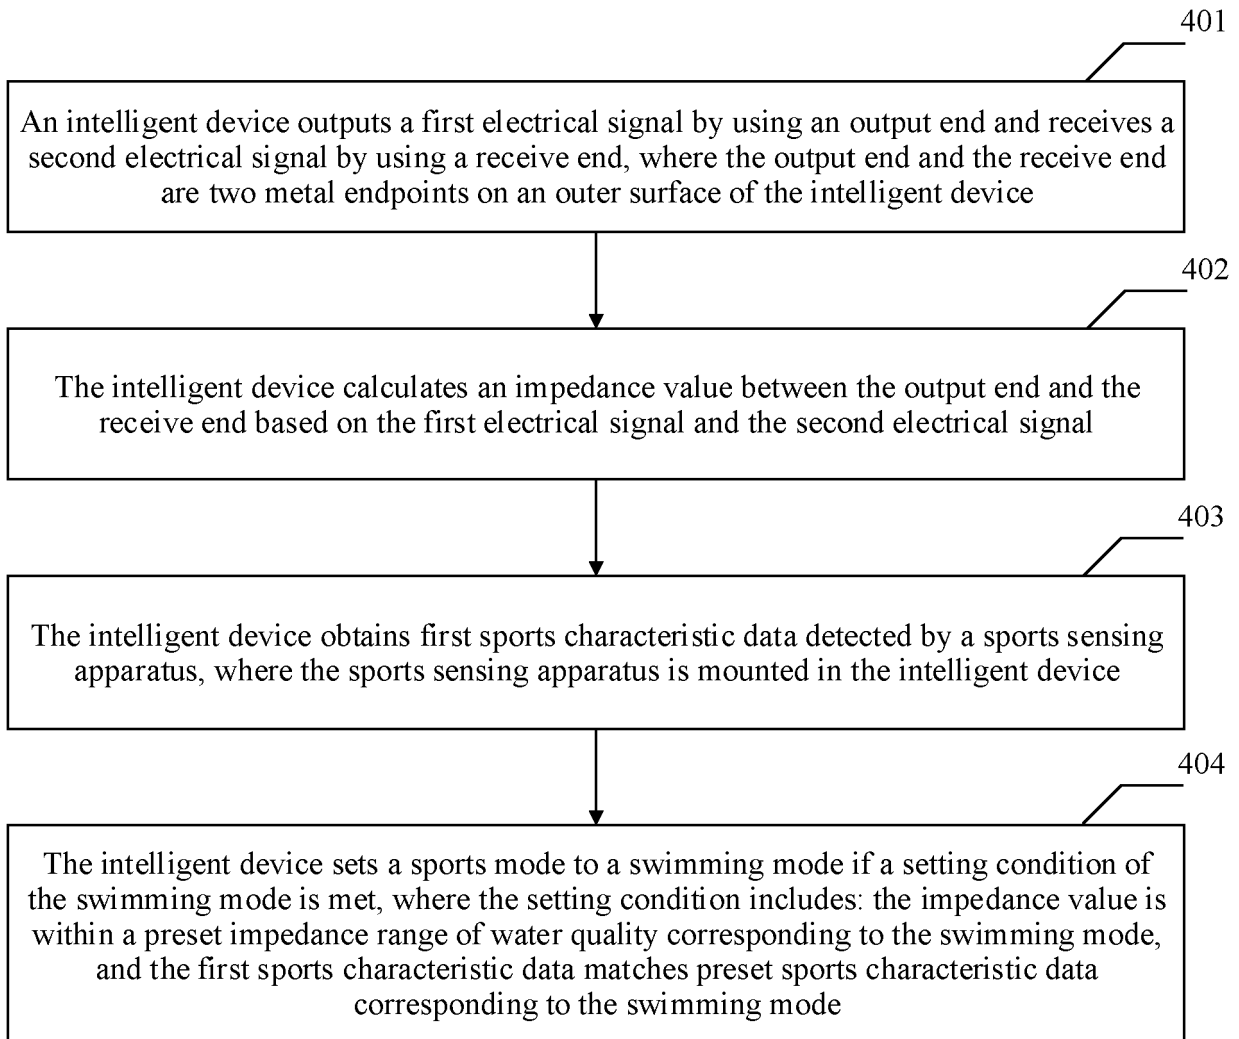 401
An intelligent device outputs a first electrical signal by using an output end and receives a
second electrical signal by using a receive end, where the output end and the receive end
are two metal endpoints on an outer surface of the intelligent device
402
The intelligent device calculates an impedance value between the output end and the
receive end based on the first electrical signal and the second electrical signal
403
The intelligent device obtains first sports characteristic data detected by a sports sensing
apparatus, where the sports sensing apparatus is mounted in the intelligent device
404
The intelligent device sets a sports mode to a swimming mode if a setting condition of
the swimming mode is met, where the setting condition includes: the impedance value is
within a preset impedance range of water quality corresponding to the swimming mode,
and the first sports characteristic data matches preset sports characteristic data
corresponding to the swimming mode